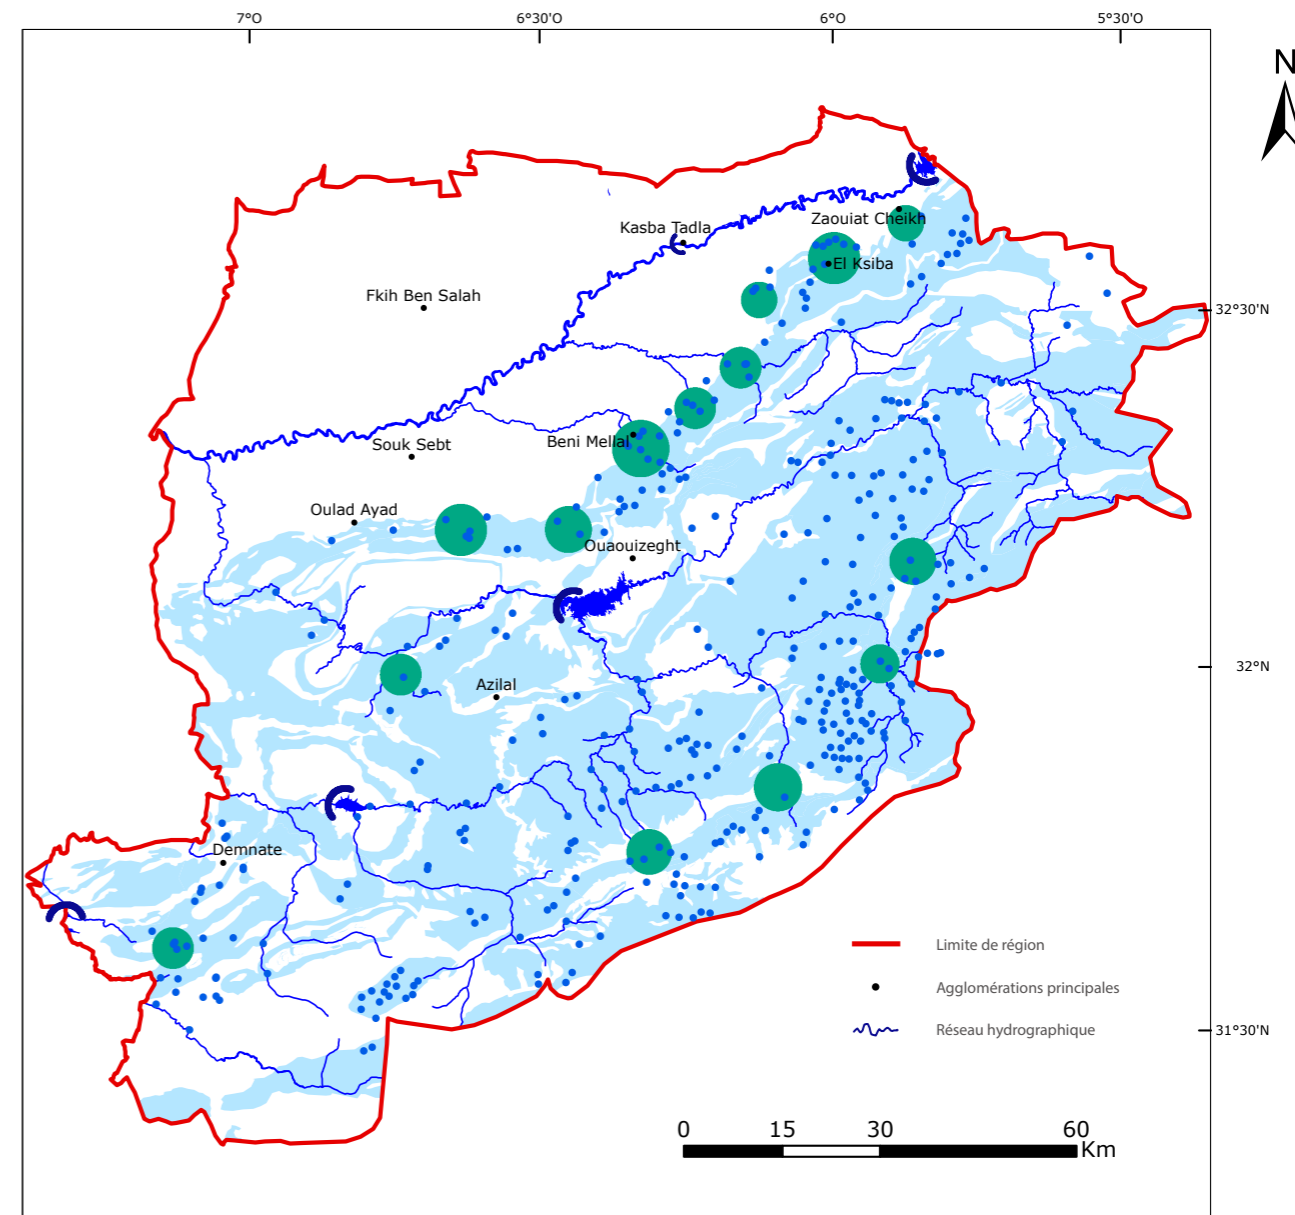 7°O
6°30'O
6°O
5°30'O
N
Zaouiat Cheikh
Kasba Tadla
El Ksiba
Fkih Ben Salah
32°30'N
Beni Mellal
Souk Sebt
Oulad Ayad
Ouaouizeght
32°N
Azilal
Demnate
Limite de région
Agglomérations principales
Réseau hydrographique
31°30'N
0 15 30 60
Km